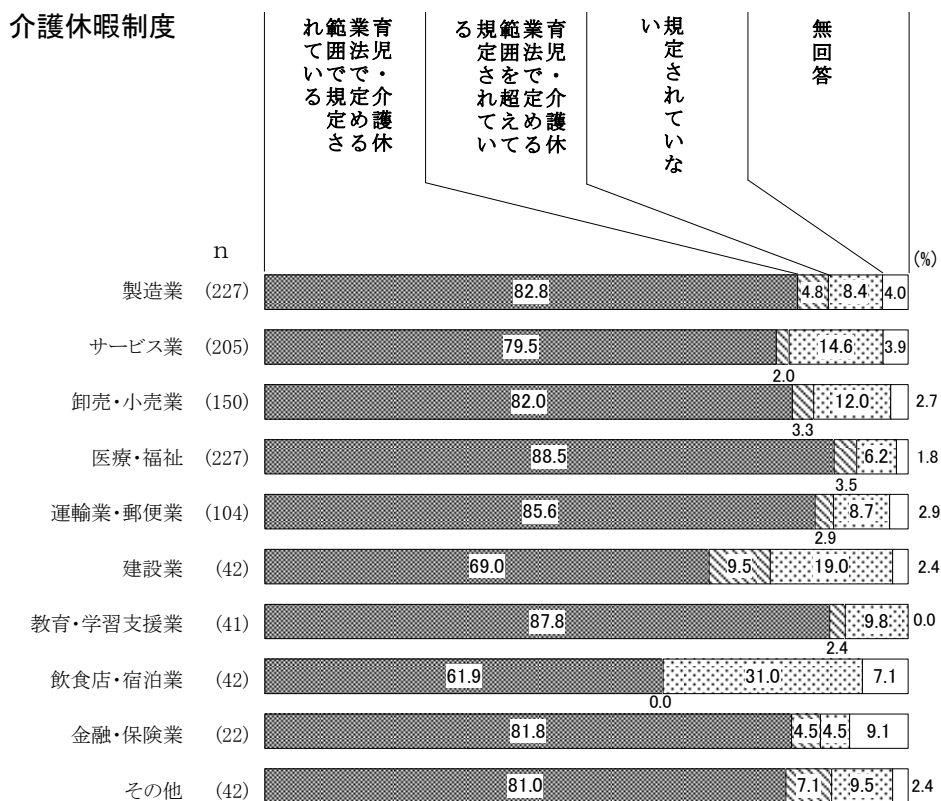 介護休暇制度
育児・介護休
業法で定める
範囲で規定さ
れている
育児・介護休
業法で定める
範囲を超えて
規定されてい
る
規定されていな
い
無回答
n
(%)
製造業 (227) 82.8 4.8 8.4 4.0
サービス業 (205) 79.5 2.0 14.6 3.9
卸売・小売業 (150) 82.0 3.3 12.0 2.7
医療・福祉 (227) 88.5 3.5 6.2 1.8
運輸業・郵便業 (104) 85.6 2.9 8.7 2.9
建設業 (42) 69.0 9.5 19.0 2.4
教育・学習支援業 (41) 87.8 2.4 9.8 0.0
飲食店・宿泊業 (42) 61.9 0.0 31.0 7.1
金融・保険業 (22) 81.8 4.5 4.5 9.1
その他 (42) 81.0 7.1 9.5 2.4